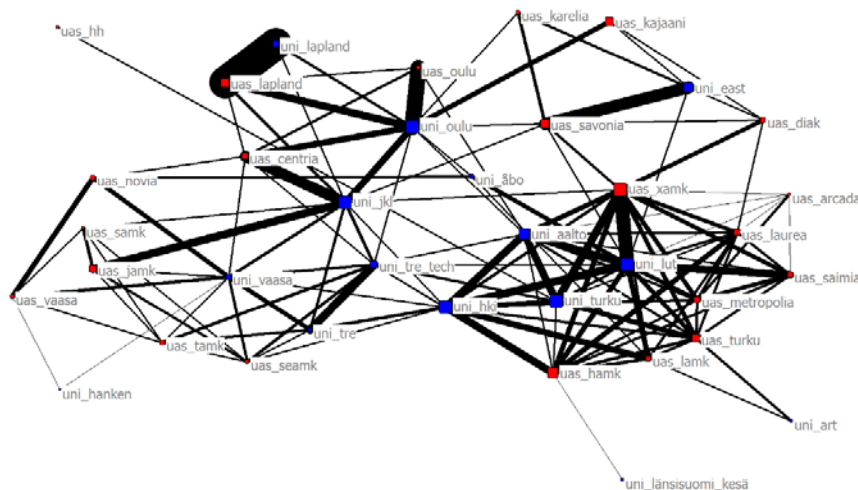 uas_karelia
uas_kajaani
uas_hh
uni_lapland
uas_oulu
uas_lapland
uni_east
uni_oulu
uas_savonia
uas_diak
uas_centria
uas_novia
uni_åbo
uas_xamk
uas_arcada
uni_jkl
uas_samk
uni_aalto
uas_laurea
uas_jamk
uni_vaasa
uni_tre_tech
uni_lut
uas_saimia
uas_vaasa
uni_hki
uni_turku
uas_metropolia
uni_tre
uas_tamk
uas_turku
uas_seamk
uas_hamk
uas_lamk
uni_hanken
uni_art
uni_länsisuomi_kesä